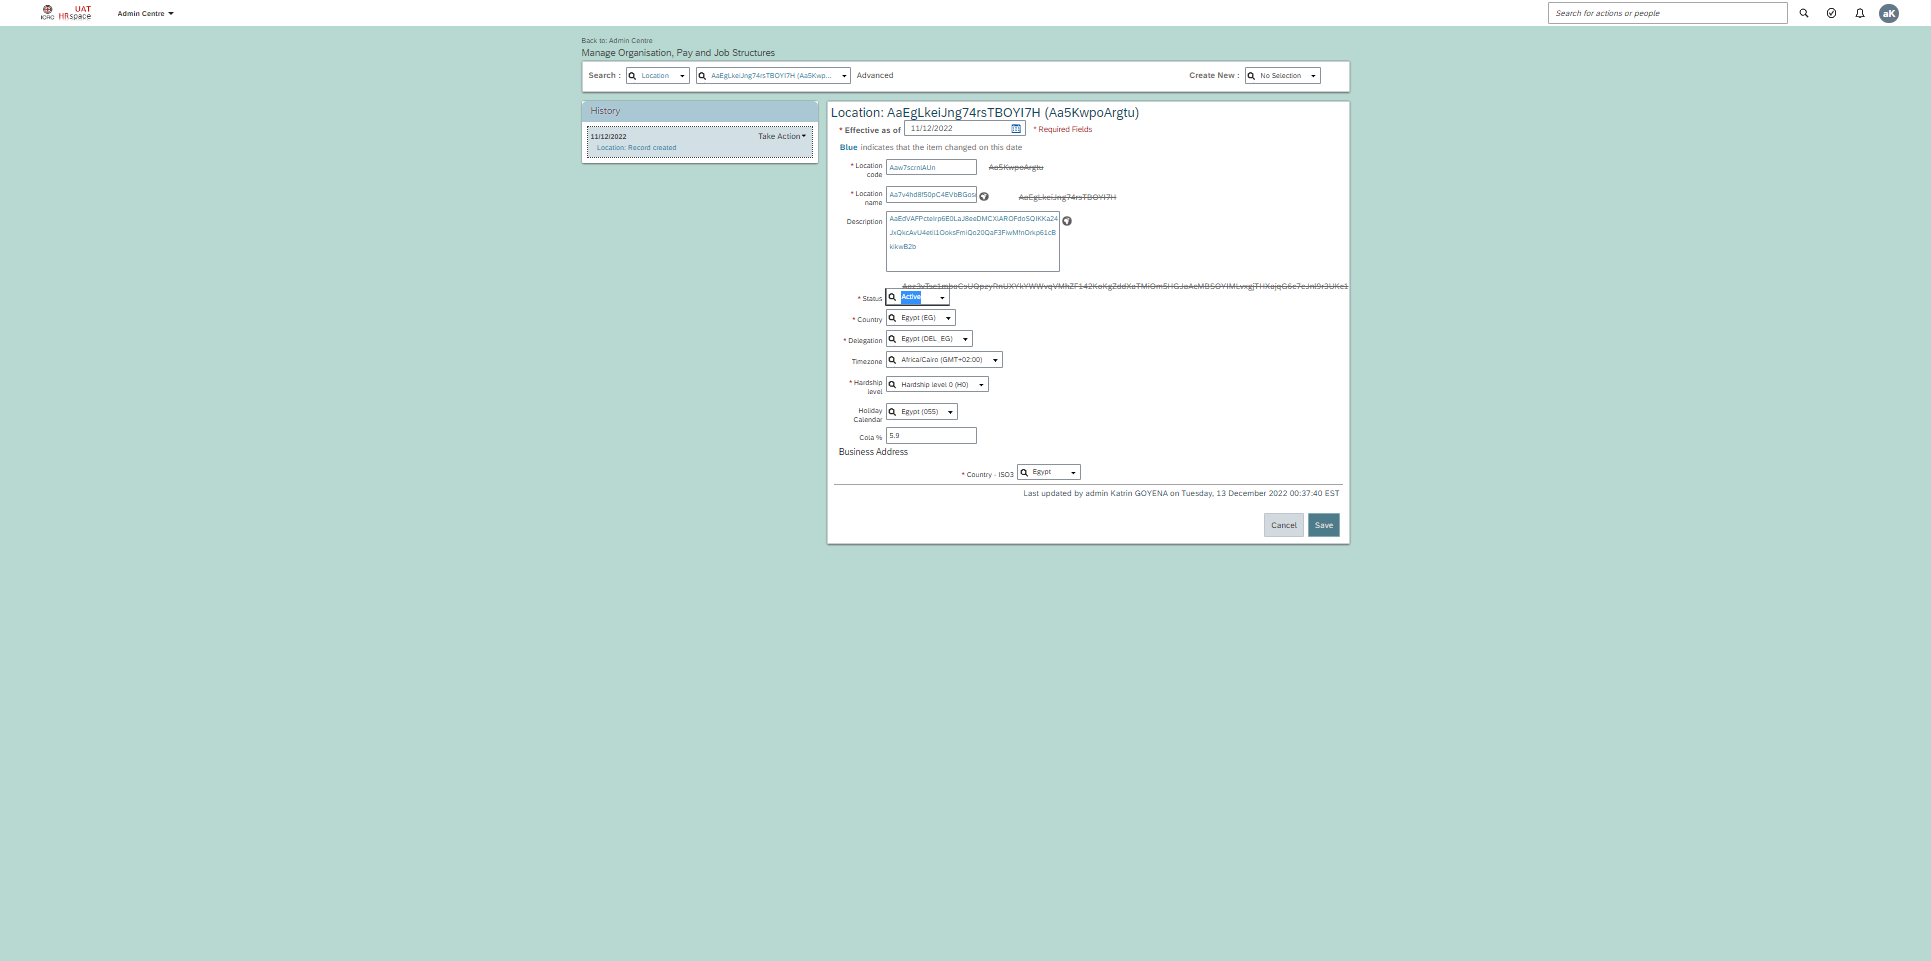 ICRC
UAT
HRspace
Admin Centre
Search for actions or people
aK
Back to: Admin Centre
Manage Organisation, Pay and Job Structures
Search :
Location
AaEgLkeiJng74rsTBOYI7H (Aa5Kwp...
Advanced
Create New :
No Selection
History
11/12/2022
Take Action
Location: Record created
Location: AaEgLkeiJng74rsTBOYI7H (Aa5KwpoArgtu)
* Effective as of
11/12/2022
* Required Fields
Blue indicates that the item changed on this date
* Location code
Aa5KwpoArgtu
* Location name
AaEgLkeiJng74rsTBOYI7H
Description
* Status
Active
* Country
Egypt (EG)
* Delegation
Egypt (DEL_EG)
Timezone
Africa/Cairo (GMT+02:00)
* Hardship level
Hardship level 0 (H0)
Holiday Calendar
Egypt (055)
Cola %
5.9
Business Address
* Country - ISO3
Egypt
Last updated by admin Katrin GOYENA on Tuesday, 13 December 2022 00:37:40 EST
Cancel
Save